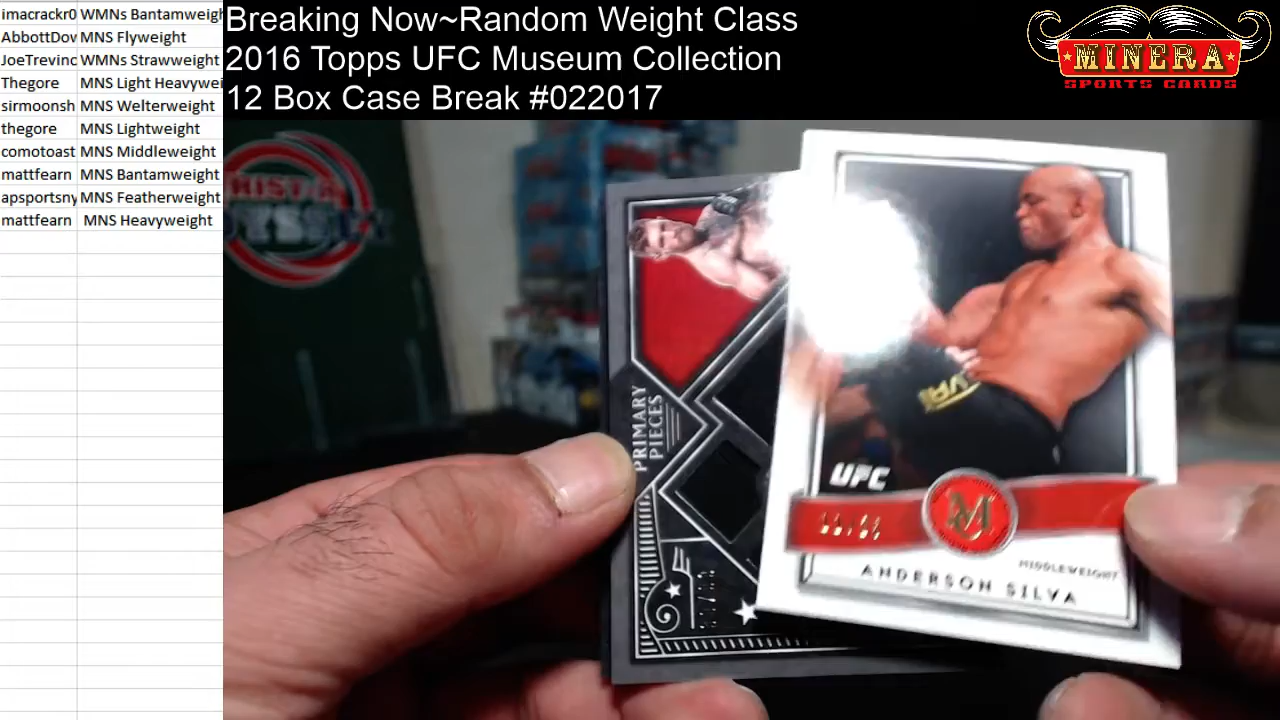 imacrackr0 WMNs Bantamweigh
AbbottDov MNS Flyweight
JoeTrevino WMNs Strawweight
Thegore MNS Light Heavywei
sirmoonsh MNS Welterweight
thegore MNS Lightweight
comotoast MNS Middleweight
mattfearn MNS Bantamweight
apsportsny MNS Featherweight
mattfearn MNS Heavyweight
Breaking Now~Random Weight Class
2016 Topps UFC Museum Collection
12 Box Case Break #022017
MINERA
SPORTS CARDS
PRIMARY
PIECES
UFC
MIDDLEWEIGHT
ANDERSON SILVA